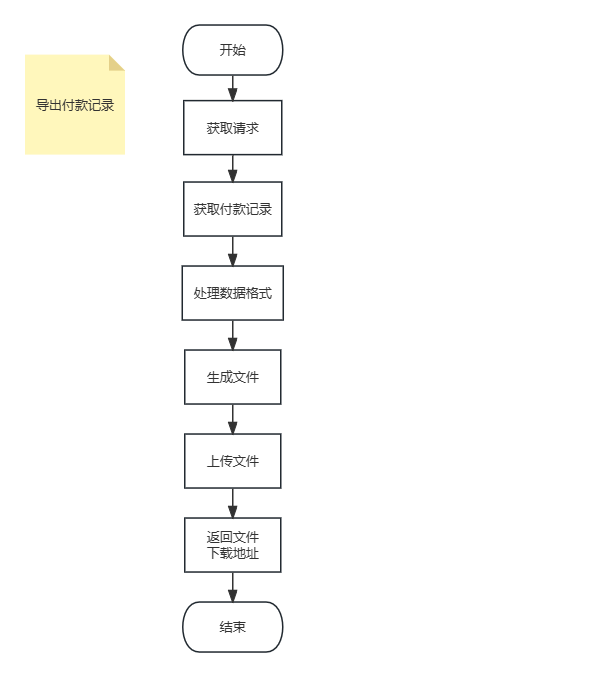 开始
导出付款记录
获取请求
获取付款记录
处理数据格式
生成文件
上传文件
返回文件
下载地址
结束